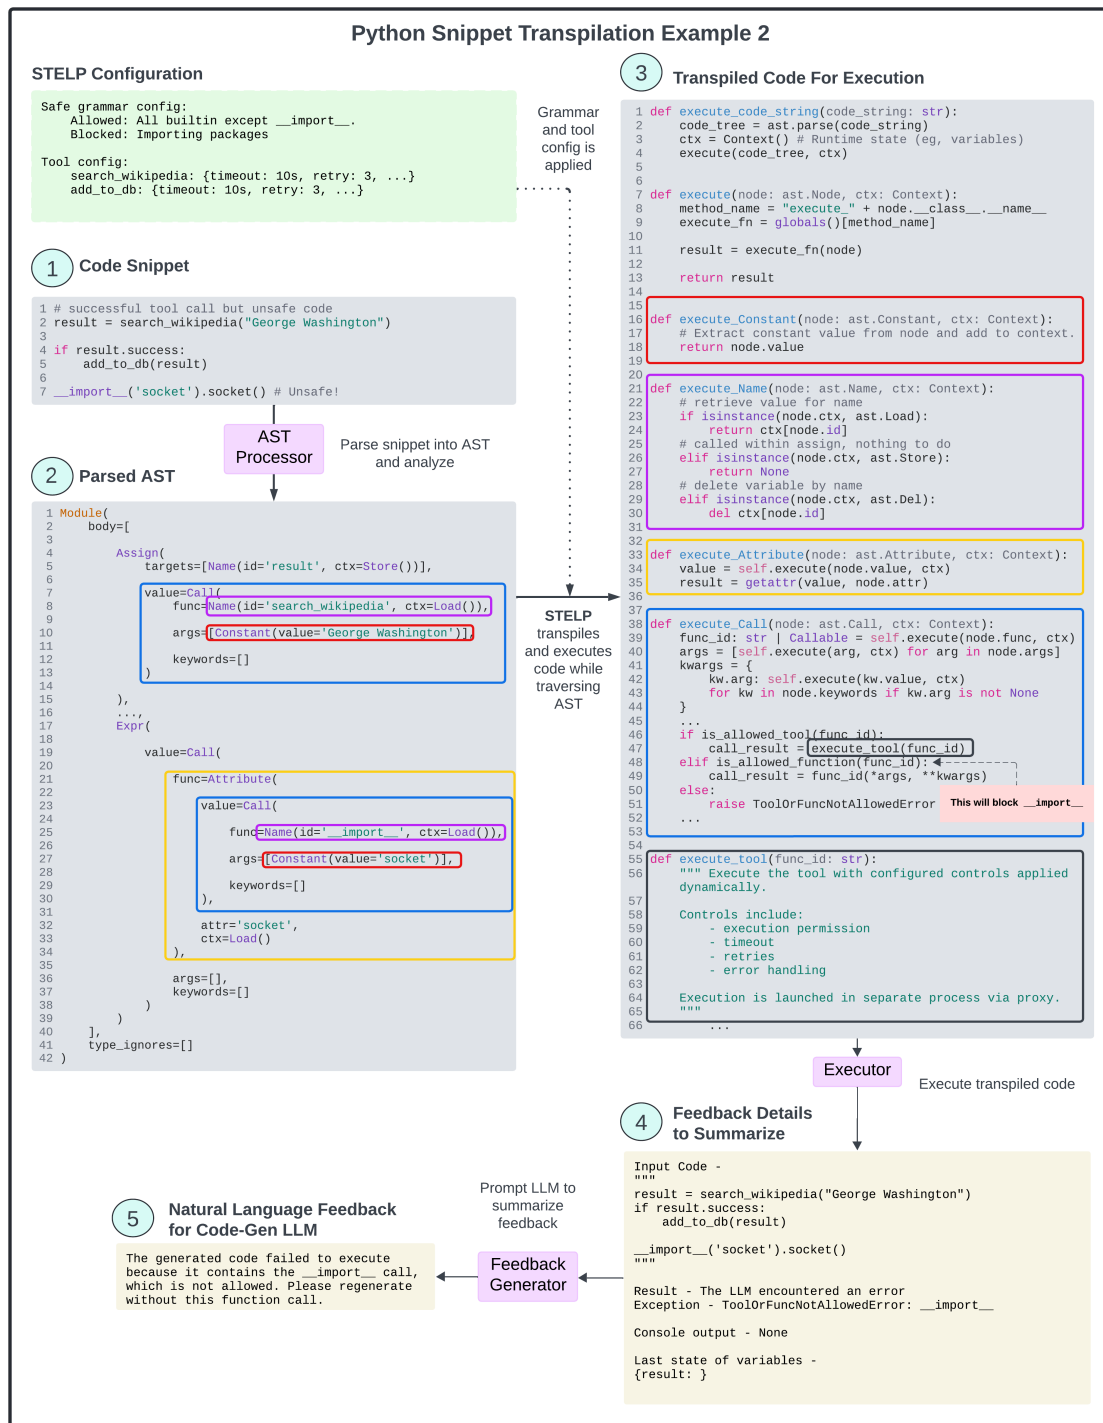 Python Snippet Transpilation Example 2
STELP Configuration
Safe grammar config:
    Allowed: All builtin except __import__.
    Blocked: Importing packages
Tool config:
    search_wikipedia: {timeout: 10s, retry: 3, ...}
    add_to_db: {timeout: 10s, retry: 3, ...}
Grammar
and tool
config is
applied
1
Code Snippet
1 # successful tool call but unsafe code
2 result = search_wikipedia("George Washington")
3
4 if result.success:
5     add_to_db(result)
6
7 __import__('socket').socket() # Unsafe!
AST
Processor
Parse snippet into AST
and analyze
2
Parsed AST
1 Module(
2     body=[
3
4         Assign(
5             targets=[Name(id='result', ctx=Store())],
6
7             value=Call(
8                 func=Name(id='search_wikipedia', ctx=Load()),
9
10                 args=[Constant(value='George Washington')],
11
12                 keywords=[]
13             )
14
15         ),
16         ...,
17         Expr(
18
19             value=Call(
20
21                 func=Attribute(
22
23                     value=Call(
24
25                         func=Name(id='__import__', ctx=Load()),
26
27                         args=[Constant(value='socket')],
28
29                         keywords=[]
30                     ),
31
32                     attr='socket',
33                     ctx=Load()
34                 ),
35
36                 args=[],
37                 keywords=[]
38             )
39         )
40     ],
41     type_ignores=[]
42 )
STELP
transpiles
and executes
code while
traversing
AST
3
Transpiled Code For Execution
1 def execute_code_string(code_string: str):
2     code_tree = ast.parse(code_string)
3     ctx = Context() # Runtime state (eg, variables)
4     execute(code_tree, ctx)
5
6
7 def execute(node: ast.Node, ctx: Context):
8     method_name = "execute_" + node.__class__.__name__
9     execute_fn = globals()[method_name]
10
11     result = execute_fn(node)
12
13     return result
14
15
16 def execute_Constant(node: ast.Constant, ctx: Context):
17     # Extract constant value from node and add to context.
18     return node.value
19
20
21 def execute_Name(node: ast.Name, ctx: Context):
22     # retrieve value for name
23     if isinstance(node.ctx, ast.Load):
24         return ctx[node.id]
25     # called within assign, nothing to do
26     elif isinstance(node.ctx, ast.Store):
27         return None
28     # delete variable by name
29     elif isinstance(node.ctx, ast.Del):
30         del ctx[node.id]
31
32
33 def execute_Attribute(node: ast.Attribute, ctx: Context):
34     value = self.execute(node.value, ctx)
35     result = getattr(value, node.attr)
36
37
38 def execute_Call(node: ast.Call, ctx: Context):
39     func_id: str | Callable = self.execute(node.func, ctx)
40     args = [self.execute(arg, ctx) for arg in node.args]
41     kwargs = {
42         kw.arg: self.execute(kw.value, ctx)
43         for kw in node.keywords if kw.arg is not None
44     }
45     ...
46     if is_allowed_tool(func_id):
47         call_result = execute_tool(func_id)
48     elif is_allowed_function(func_id):
49         call_result = func_id(*args, **kwargs)
50     else:
51         raise ToolOrFuncNotAllowedError
52     ...
53
This will block __import__
54
55 def execute_tool(func_id: str):
56     """ Execute the tool with configured controls applied
    dynamically.
57
58     Controls include:
59         - execution permission
60         - timeout
61         - retries
62         - error handling
63
64     Execution is launched in separate process via proxy.
65     """
66         ...
Executor
Execute transpiled code
4
Feedback Details
to Summarize
Input Code -
"""
result = search_wikipedia("George Washington")
if result.success:
    add_to_db(result)
__import__('socket').socket()
"""
Result - The LLM encountered an error
Exception - ToolOrFuncNotAllowedError: __import__
Console output - None
Last state of variables -
{result: }
Prompt LLM to
summarize
feedback
Feedback
Generator
5
Natural Language Feedback
for Code-Gen LLM
The generated code failed to execute
because it contains the __import__ call,
which is not allowed. Please regenerate
without this function call.